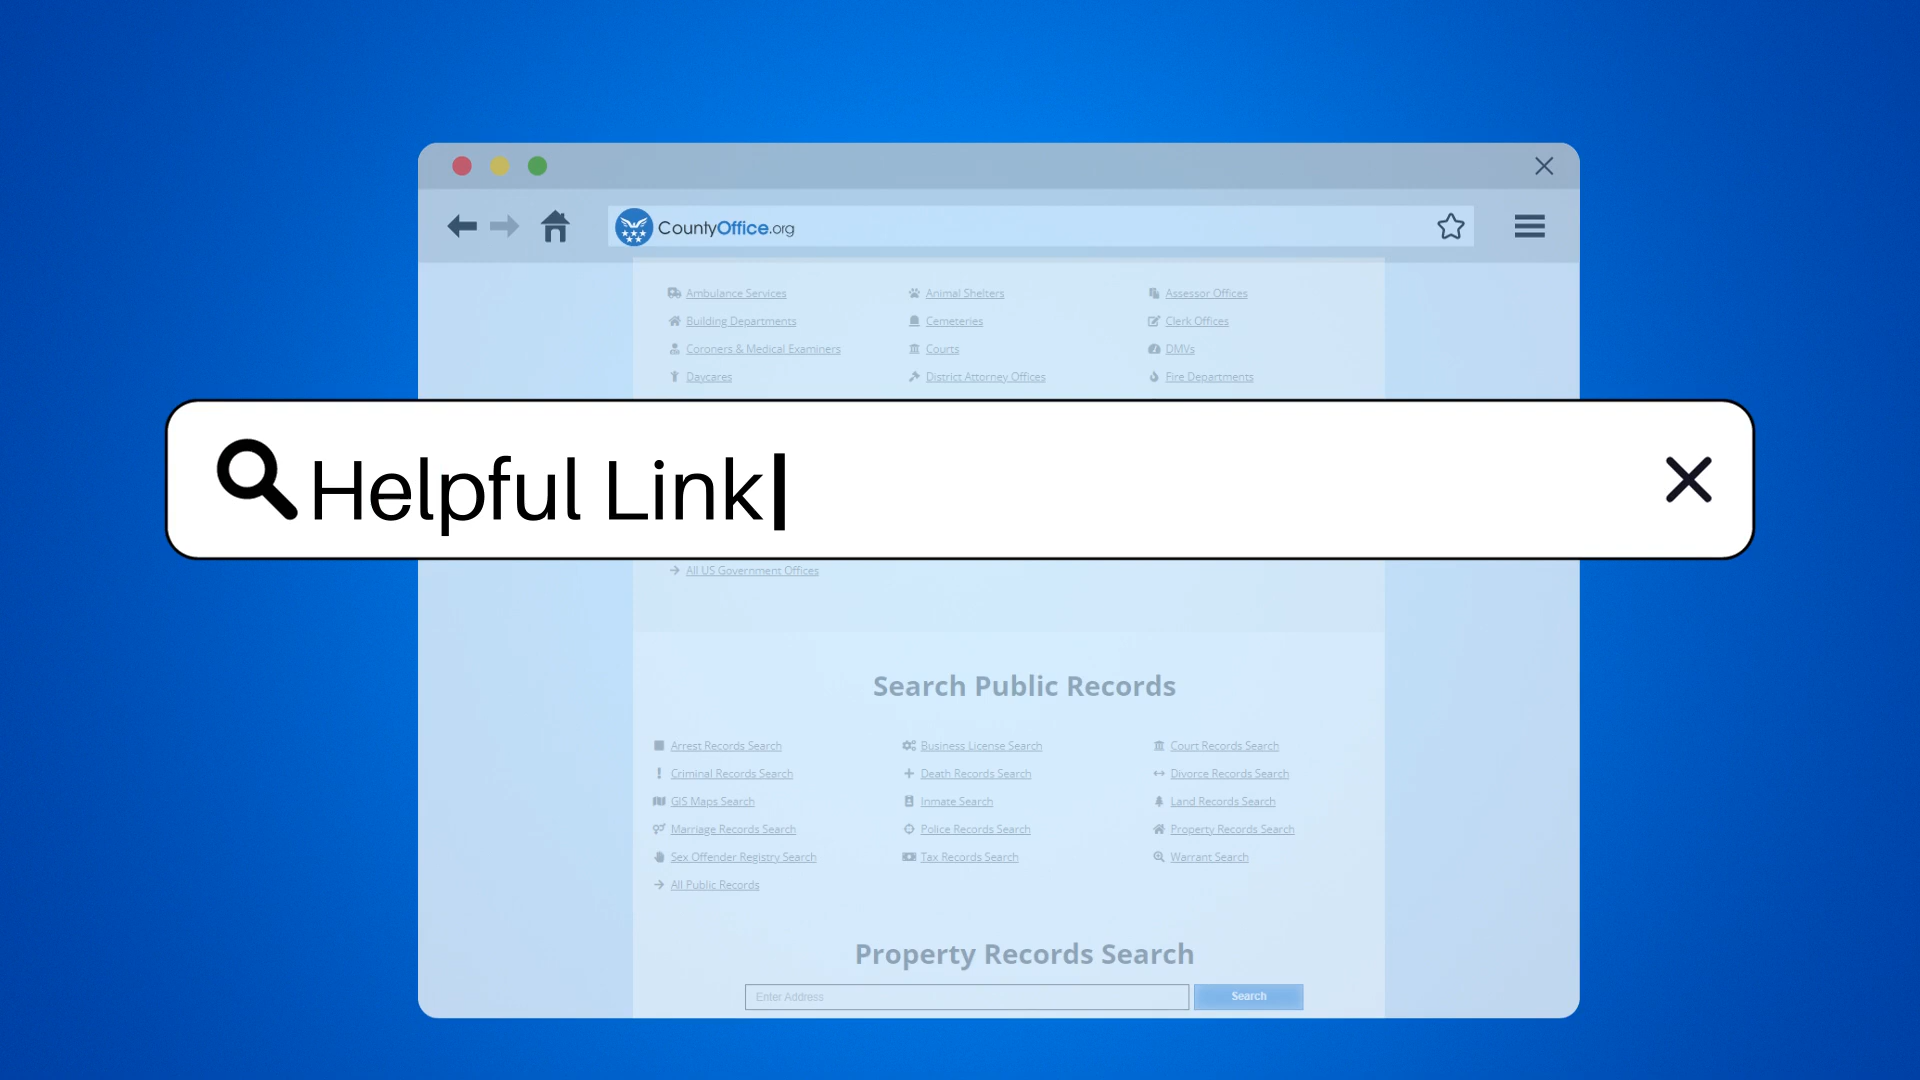 CountyOffice.org
Ambulance Services Animal Shelters Assessor Offices
Building Departments Cemeteries Clerk Offices
Coroners & Medical Examiners Courts DMVs
Daycares District Attorney Offices Fire Departments
Helpful Link
All US Government Offices
Search Public Records
Arrest Records Search Business License Search Court Records Search
Criminal Records Search Death Records Search Divorce Records Search
GIS Maps Search Inmate Search Land Records Search
Marriage Records Search Police Records Search Property Records Search
Sex Offender Registry Search Tax Records Search Warrant Search
All Public Records
Property Records Search
Enter Address Search